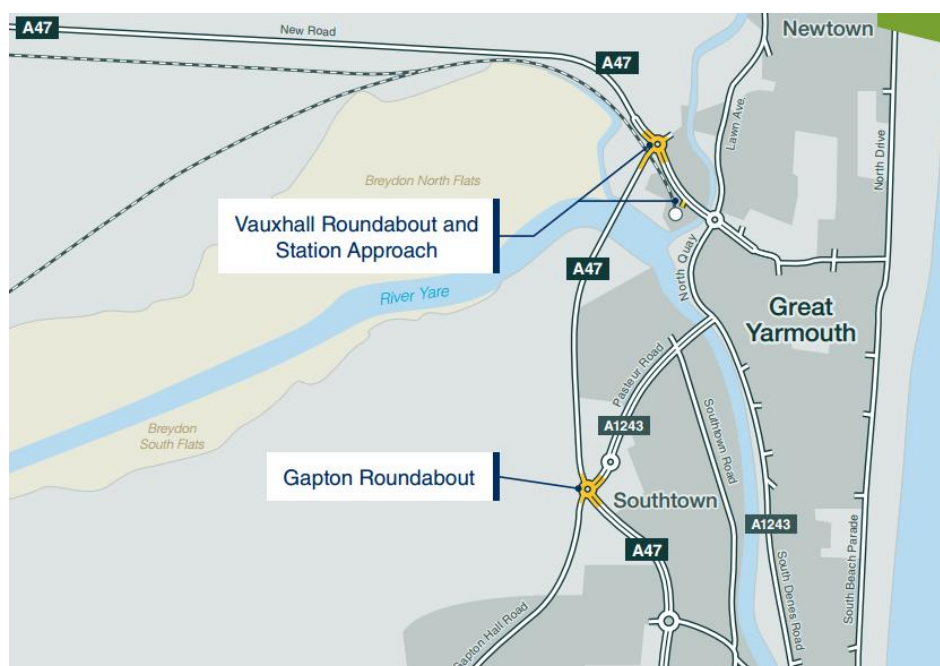 A47
New Road
Newtown
A47
Lawn Ave.
North Drive
Breydon North Flats
Vauxhall Roundabout and
Station Approach
A47
North Quay
River Yare
Great
Yarmouth
Pasteur Road
Breydon
South Flats
A1243
Southtown Road
Gapton Roundabout
Southtown
A1243
A47
South Beach Parade
South Denes Road
Gapton Hall Road